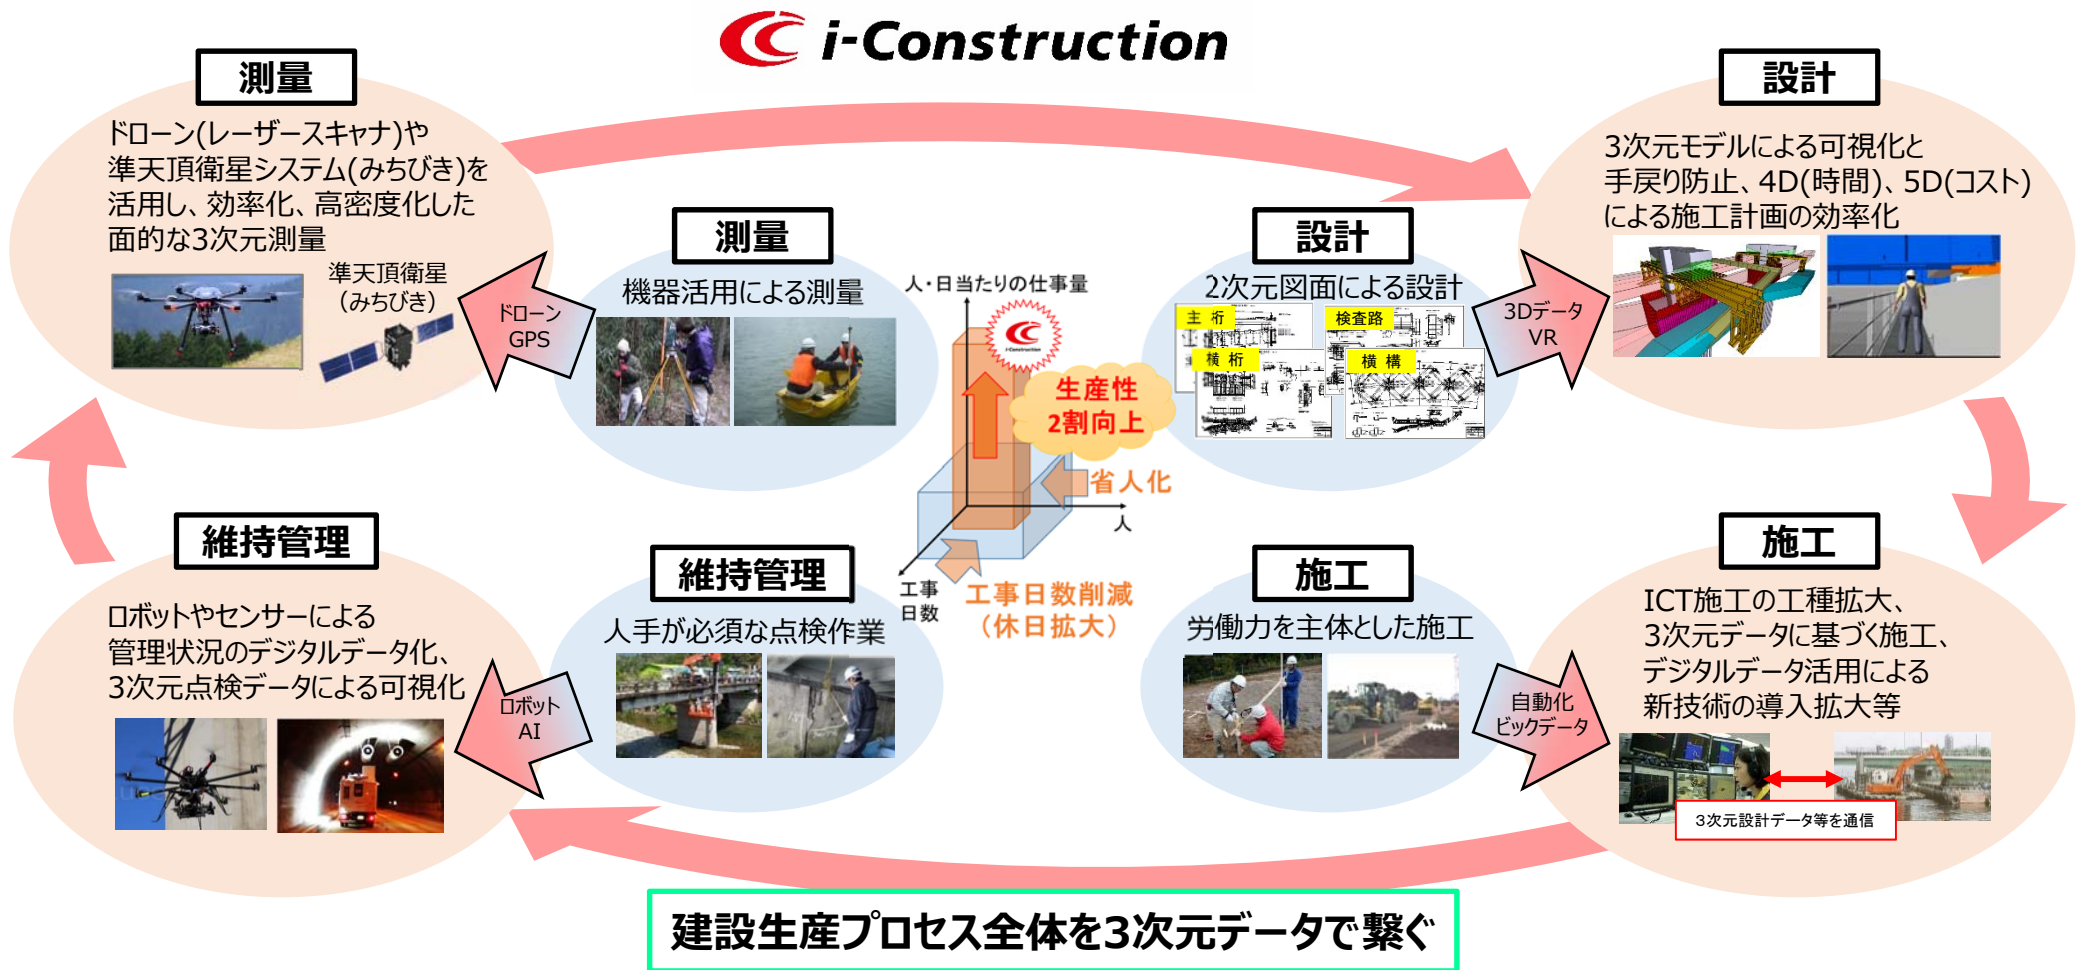 i-Construction
測量
ドローン(レーザースキャナ)や
準天頂衛星システム(みちびき)を
活用し、効率化、高密度化した
面的な3次元測量
準天頂衛星
（みちびき）
ドローン
GPS
測量
機器活用による測量
人・日当たりの仕事量
i-Construction
生産性
2割向上
省人化
人
工事
日数
工事日数削減
（休日拡大）
設計
2次元図面による設計
主 桁
検査路
横 桁
横 構
3Dデータ
VR
設計
3次元モデルによる可視化と
手戻り防止、4D(時間)、5D(コスト)
による施工計画の効率化
維持管理
ロボットやセンサーによる
管理状況のデジタルデータ化、
3次元点検データによる可視化
ロボット
AI
維持管理
人手が必須な点検作業
施工
労働力を主体とした施工
自動化
ビックデータ
施工
ICT施工の工種拡大、
3次元データに基づく施工、
デジタルデータ活用による
新技術の導入拡大等
3次元設計データ等を通信
建設生産プロセス全体を3次元データで繋ぐ